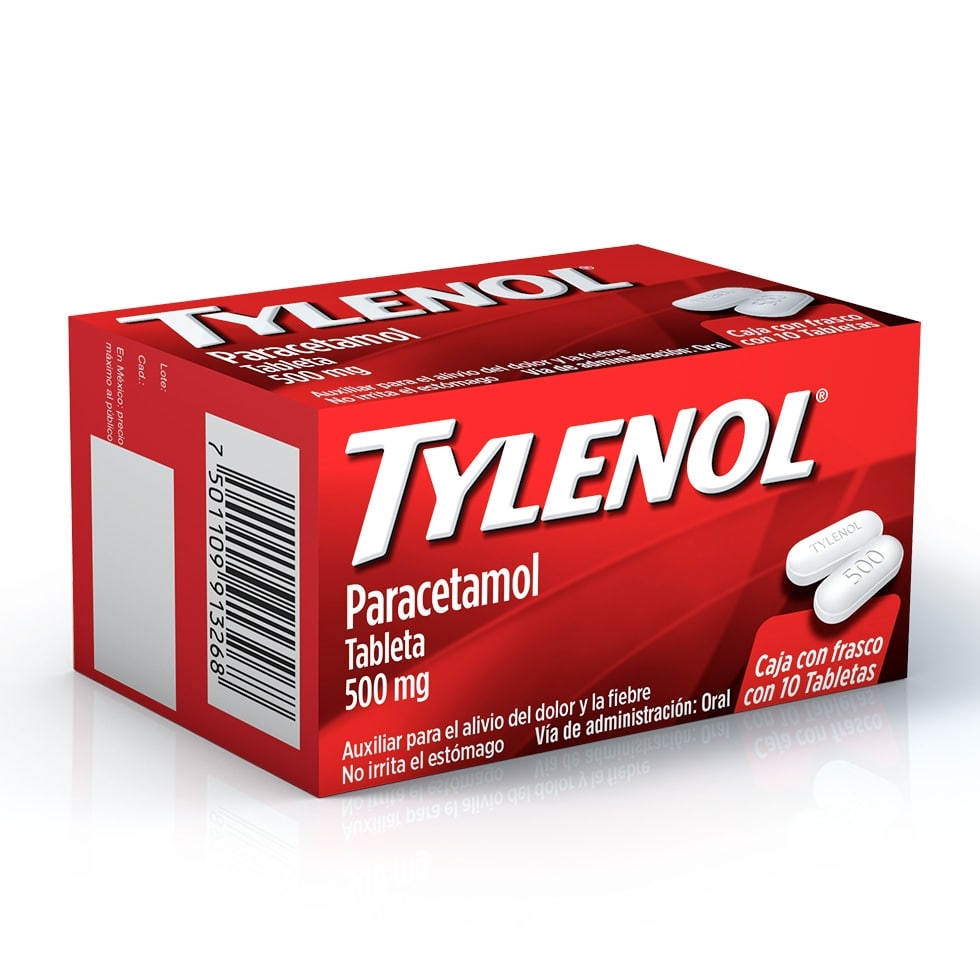 TYLENOL®
Paracetamol
Tableta
500 mg
Auxiliar para el alivio del dolor y la fiebre
No irrita el estómago Vía de administración: Oral
Caja con frasco
con 10 Tabletas
Lote:
Cad.:
En México: precio
máximo al público
7 501109 913268
TYLENOL®
Paracetamol
Tableta
500 mg
Auxiliar para el alivio del dolor y la fiebre
No irrita el estómago Vía de administración: Oral
TYLENOL
500
Caja con frasco
con 10 Tabletas